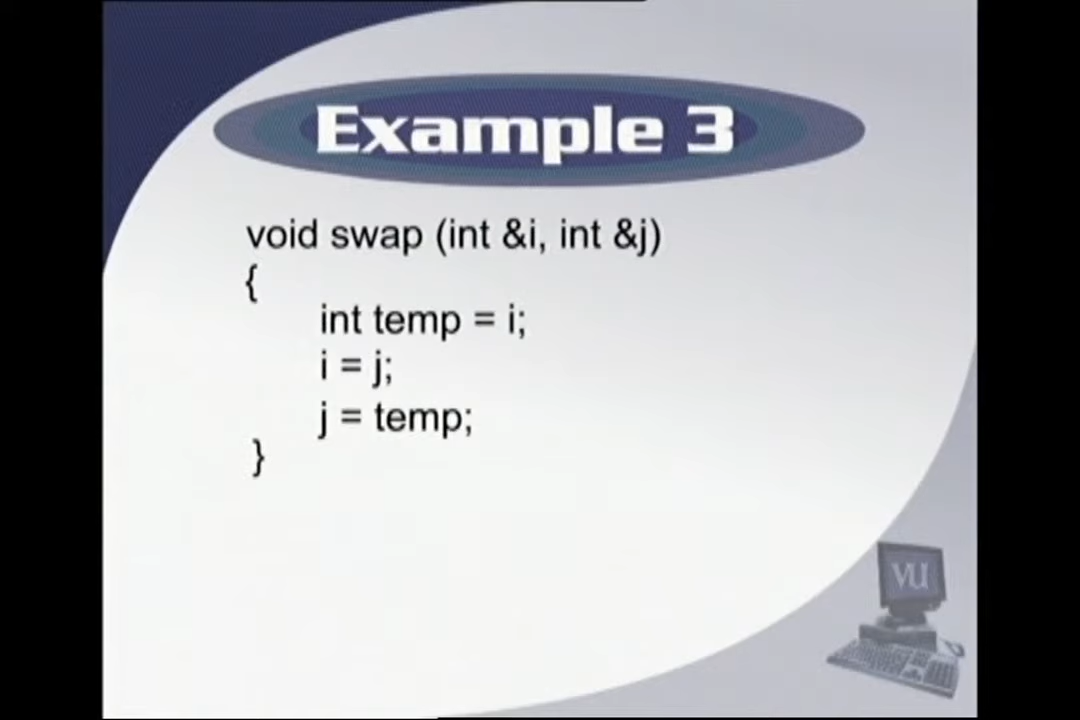 Example 3
void swap (int &i, int &j)
{
int temp = i;
i = j;
j = temp;
}
VU